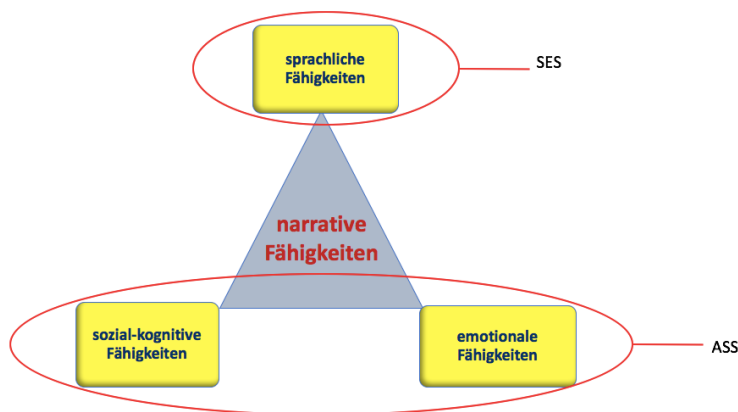 sprachliche
Fähigkeiten
SES
narrative
Fähigkeiten
sozial-kognitive
Fähigkeiten
emotionale
Fähigkeiten
ASS